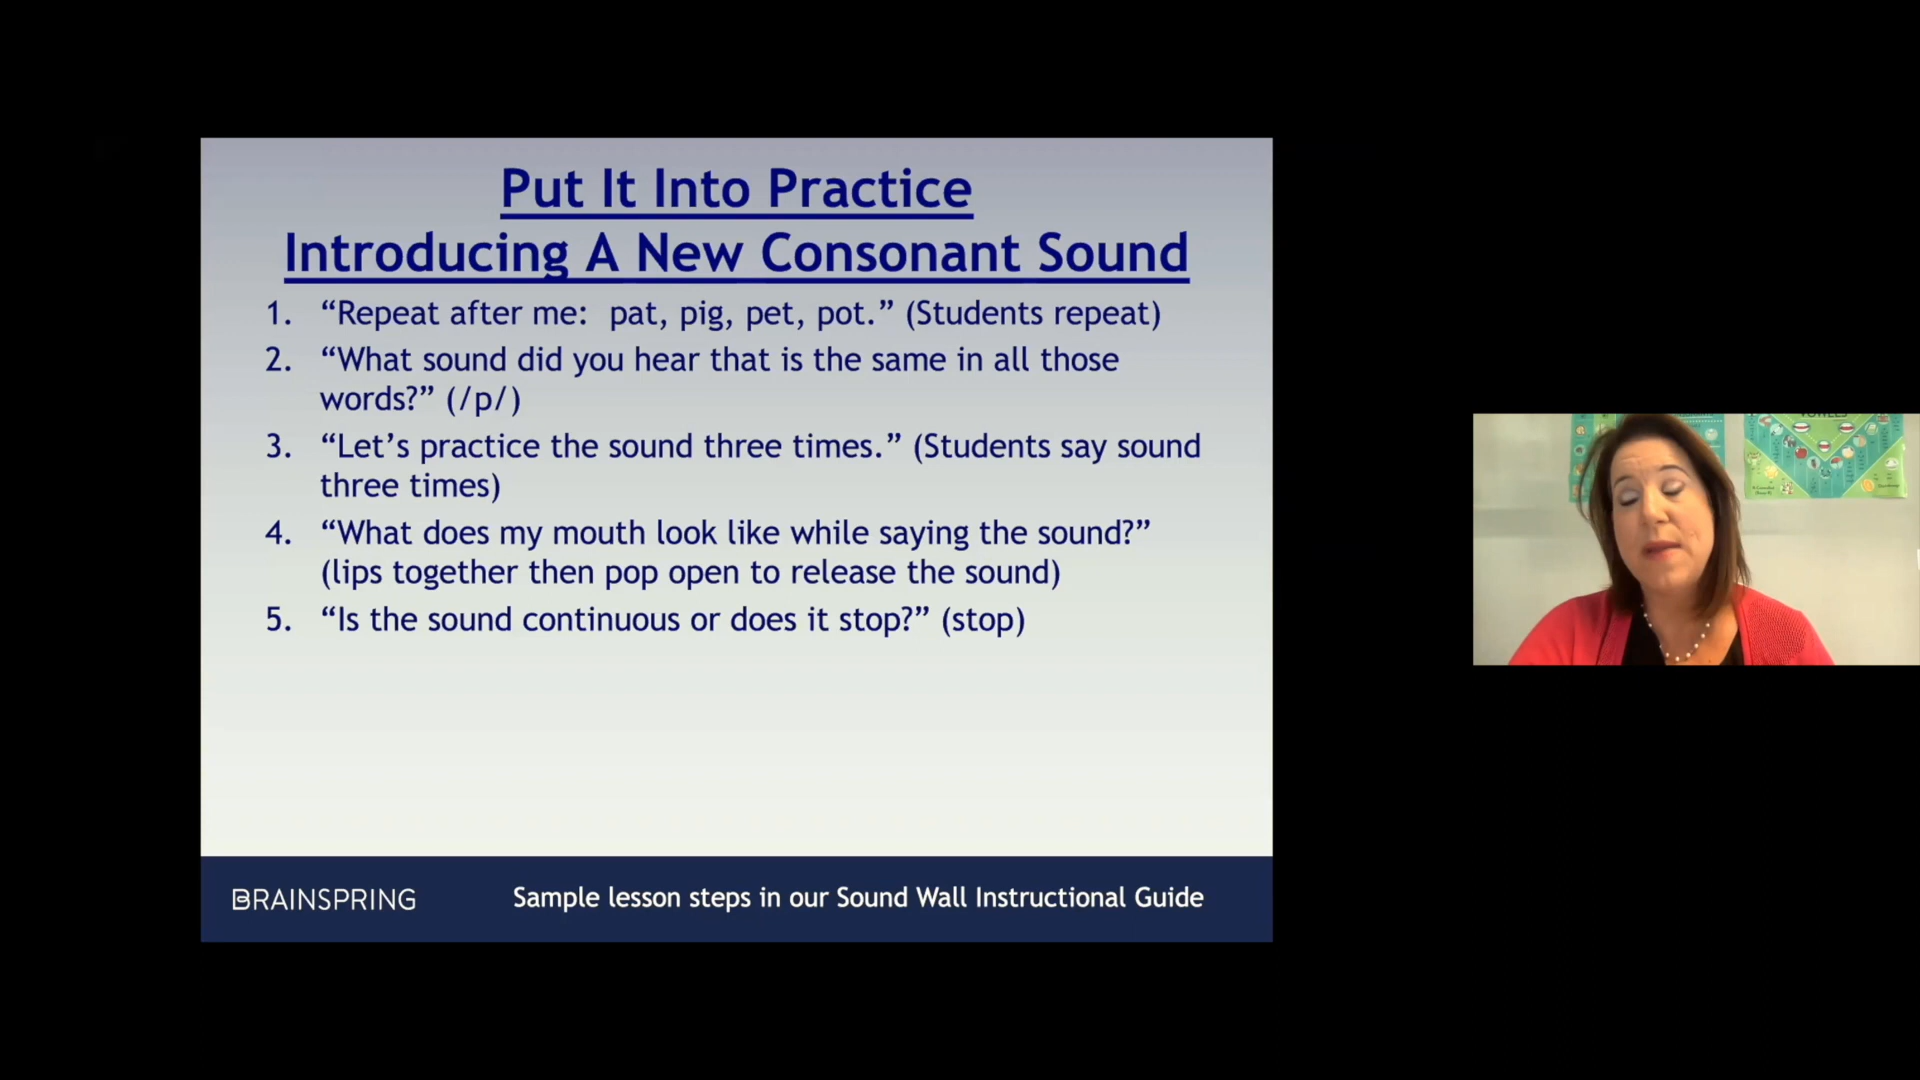 Put It Into Practice
Introducing A New Consonant Sound
1. “Repeat after me:  pat, pig, pet, pot.” (Students repeat)
2. “What sound did you hear that is the same in all those
words?” (/p/)
3. “Let’s practice the sound three times.” (Students say sound
three times)
4. “What does my mouth look like while saying the sound?”
(lips together then pop open to release the sound)
5. “Is the sound continuous or does it stop?” (stop)
BRAINSPRING
Sample lesson steps in our Sound Wall Instructional Guide